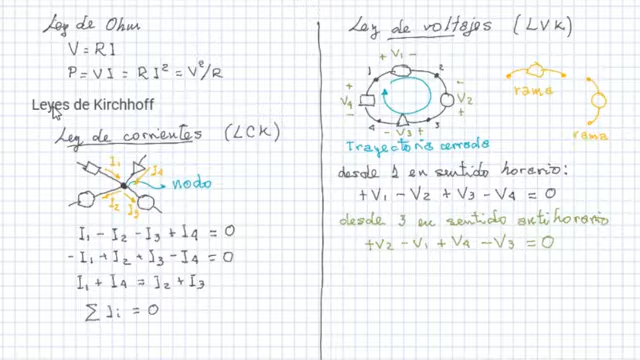 Ley de Ohm
V = RI
P = VI = RI² = V²/R
Leyes de Kirchhoff
Ley de corrientes (LCK)
I₁ I₄
nodo
I₂ I₃
I₁ - I₂ - I₃ + I₄ = 0
-I₁ + I₂ + I₃ - I₄ = 0
I₁ + I₄ = I₂ + I₃
∑ Ii = 0
Ley de voltajes (LVK)
+ V₁ -
1 2
- V₄ +
- V₂ +
4 3
- V₃ +
rama
rama
Trayectoria cerrada
desde 1 en sentido horario:
+V₁ - V₂ + V₃ - V₄ = 0
desde 3 en sentido antihorario
+V₂ - V₁ + V₄ - V₃ = 0